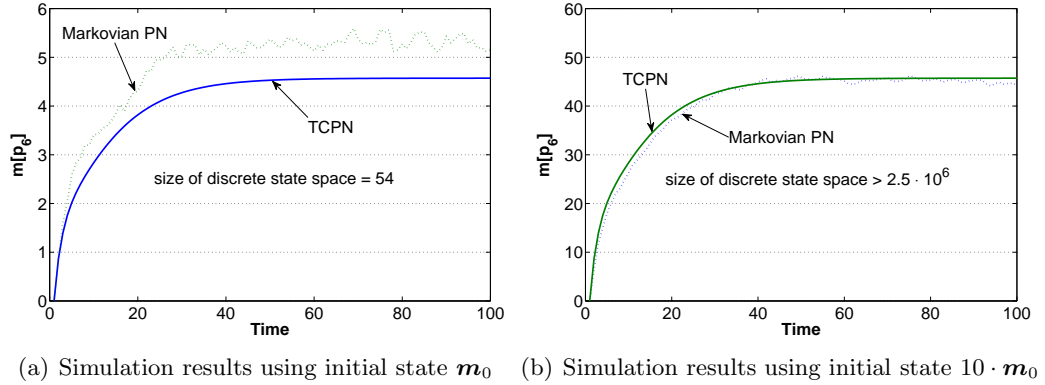 6
5
4
3
2
1
0
m[p6]
Markovian PN
TCPN
size of discrete state space = 54
0 20 40 60 80 100
Time
(a) Simulation results using initial state m0
60
50
40
30
20
10
0
m[p6]
TCPN
Markovian PN
size of discrete state space > 2.5 · 10^6
0 20 40 60 80 100
Time
(b) Simulation results using initial state 10 · m0